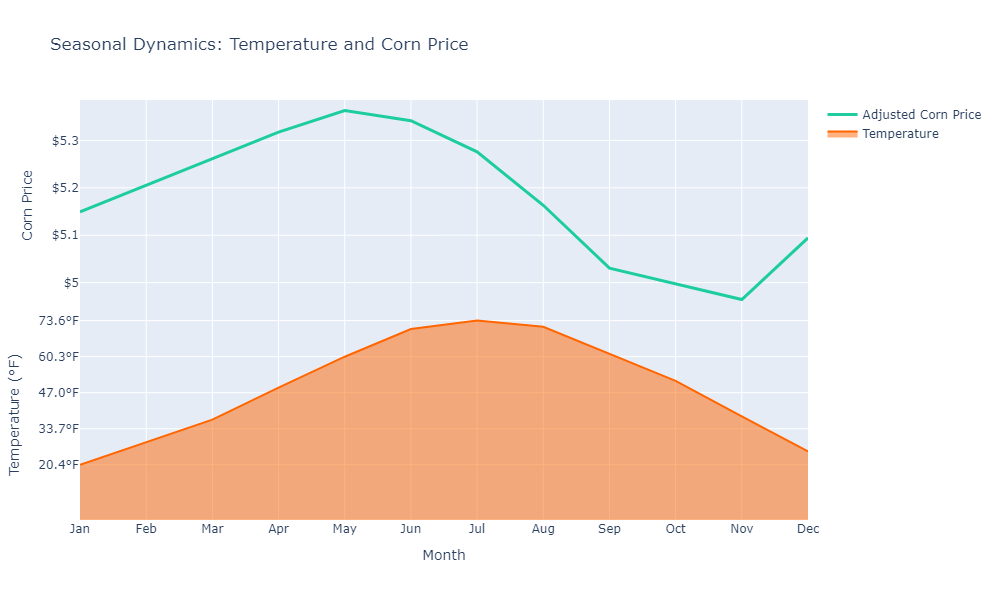 Seasonal Dynamics: Temperature and Corn Price
Adjusted Corn Price
Temperature
Corn Price
$5.3
$5.2
$5.1
$5
Temperature (°F)
73.6°F
60.3°F
47.0°F
33.7°F
20.4°F
Jan Feb Mar Apr May Jun Jul Aug Sep Oct Nov Dec
Month